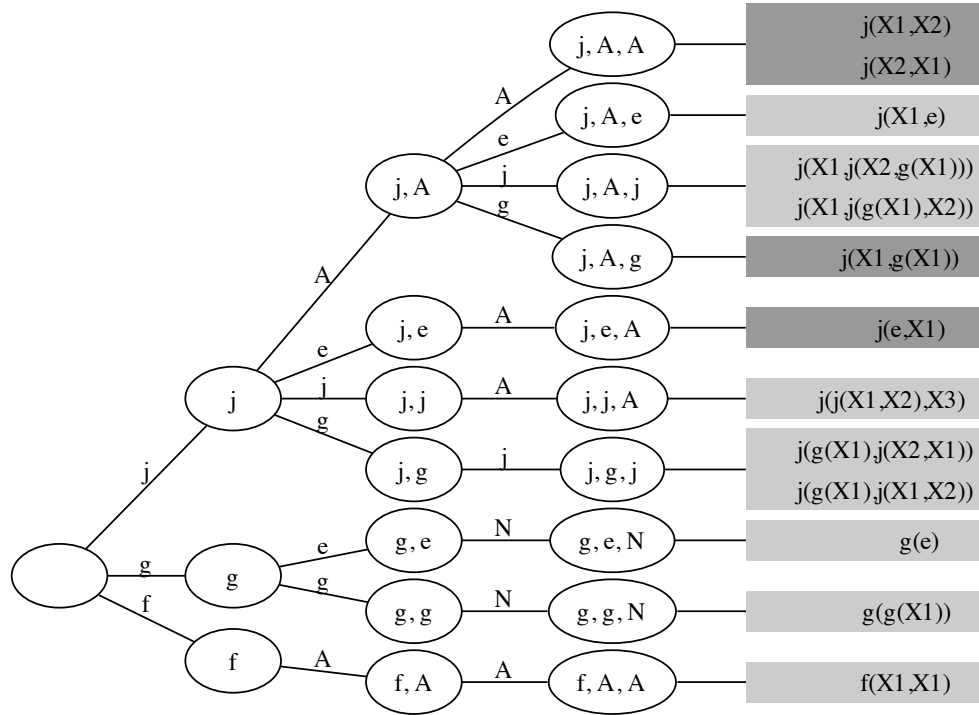 j, A, A
j(X1,X2)
j(X2,X1)
A
j, A, e
j(X1,e)
e
j, A
j
j, A, j
j(X1,j(X2,g(X1)))
j(X1,j(g(X1),X2))
g
j, A, g
j(X1,g(X1))
A
j, e
A
j, e, A
j(e,X1)
e
j
j
j, j
A
j, j, A
j(j(X1,X2),X3)
g
j, g
j
j, g, j
j(g(X1),j(X2,X1))
j(g(X1),j(X1,X2))
j
g, e
N
g, e, N
g(e)
e
g
g
g
g, g
N
g, g, N
g(g(X1))
f
f
A
f, A
A
f, A, A
f(X1,X1)